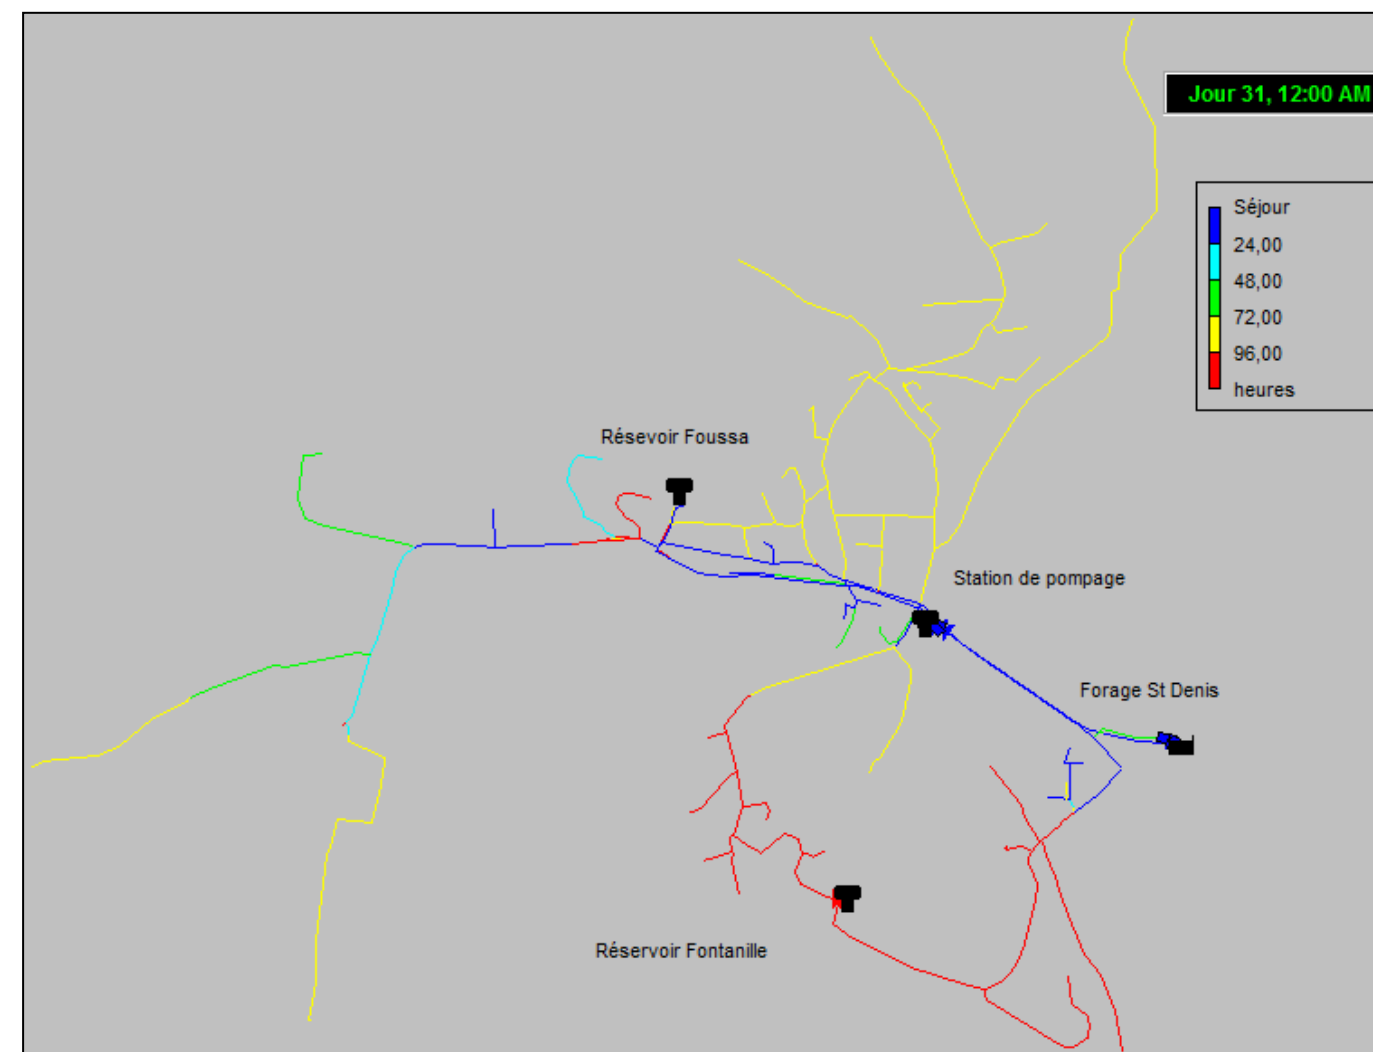 Jour 31, 12:00 AM
Séjour
24,00
48,00
72,00
96,00
heures
Résevoir Foussa
Station de pompage
Forage St Denis
Réservoir Fontanille